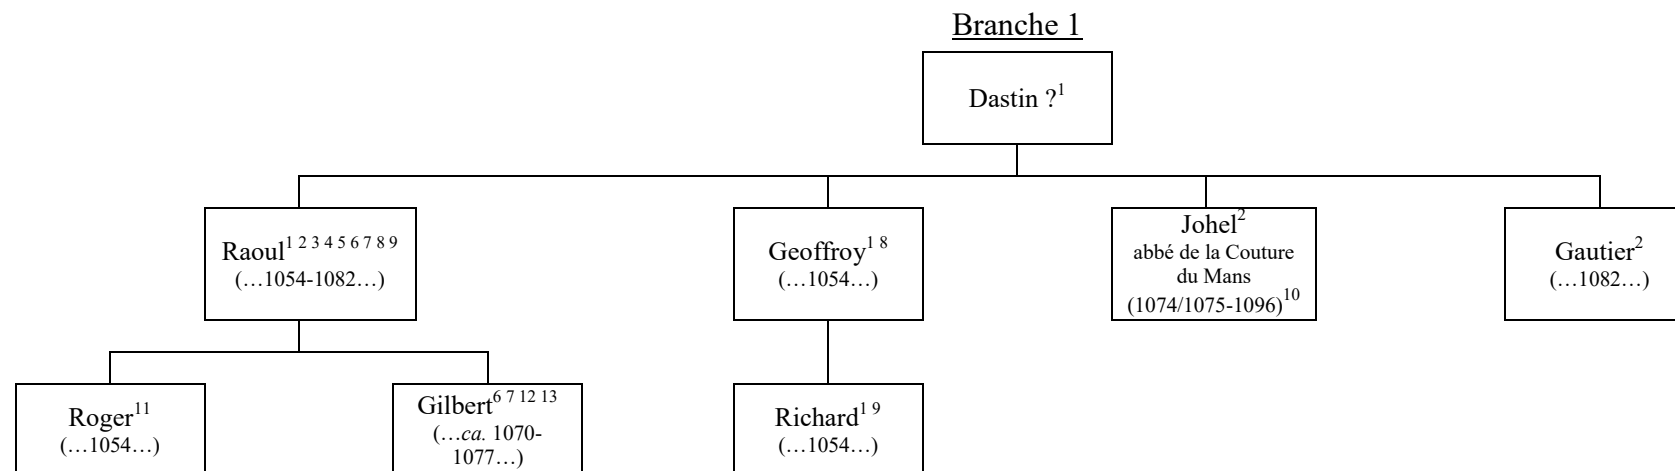 Branche 1
Dastin ?1
Raoul1 2 3 4 5 6 7 8 9
(…1054-1082…)
Geoffroy1 8
(…1054…)
Johel2
abbé de la Couture
du Mans
(1074/1075-1096)10
Gautier2
(…1082…)
Roger11
(…1054…)
Gilbert6 7 12 13
(…ca. 1070-
1077…)
Richard1 9
(…1054…)